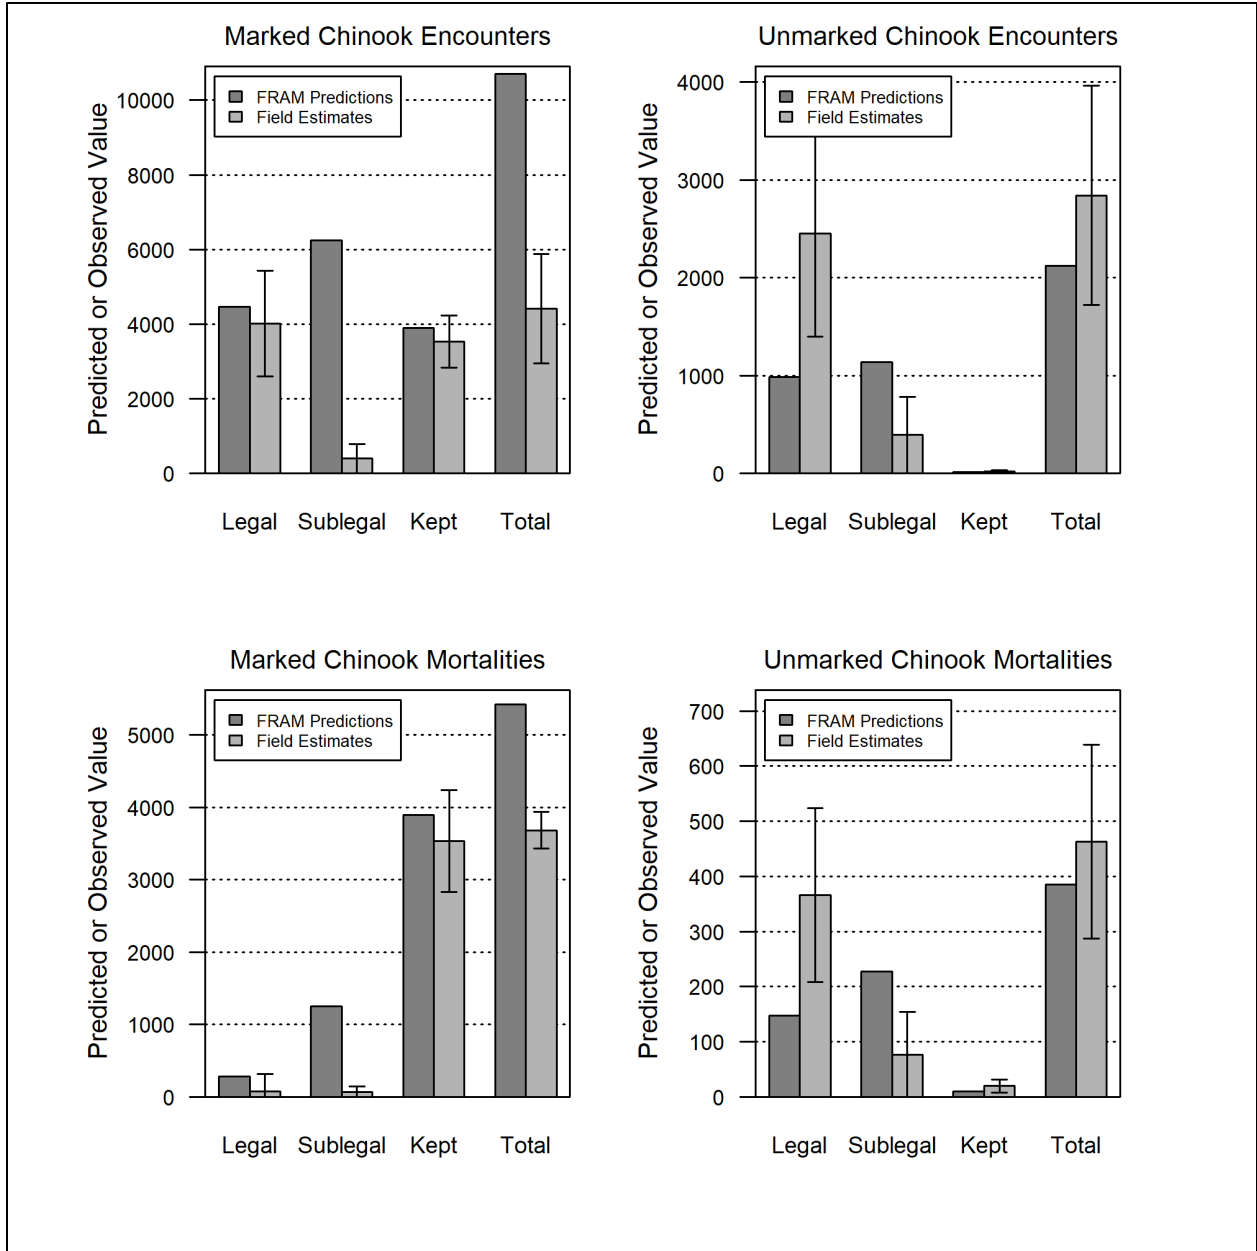 Marked Chinook Encounters
Predicted or Observed Value
10000
8000
6000
4000
2000
0
FRAM Predictions
Field Estimates
Legal Sublegal Kept Total
Unmarked Chinook Encounters
Predicted or Observed Value
4000
3000
2000
1000
0
FRAM Predictions
Field Estimates
Legal Sublegal Kept Total
Marked Chinook Mortalities
Predicted or Observed Value
5000
4000
3000
2000
1000
0
FRAM Predictions
Field Estimates
Legal Sublegal Kept Total
Unmarked Chinook Mortalities
Predicted or Observed Value
700
600
500
400
300
200
100
0
FRAM Predictions
Field Estimates
Legal Sublegal Kept Total